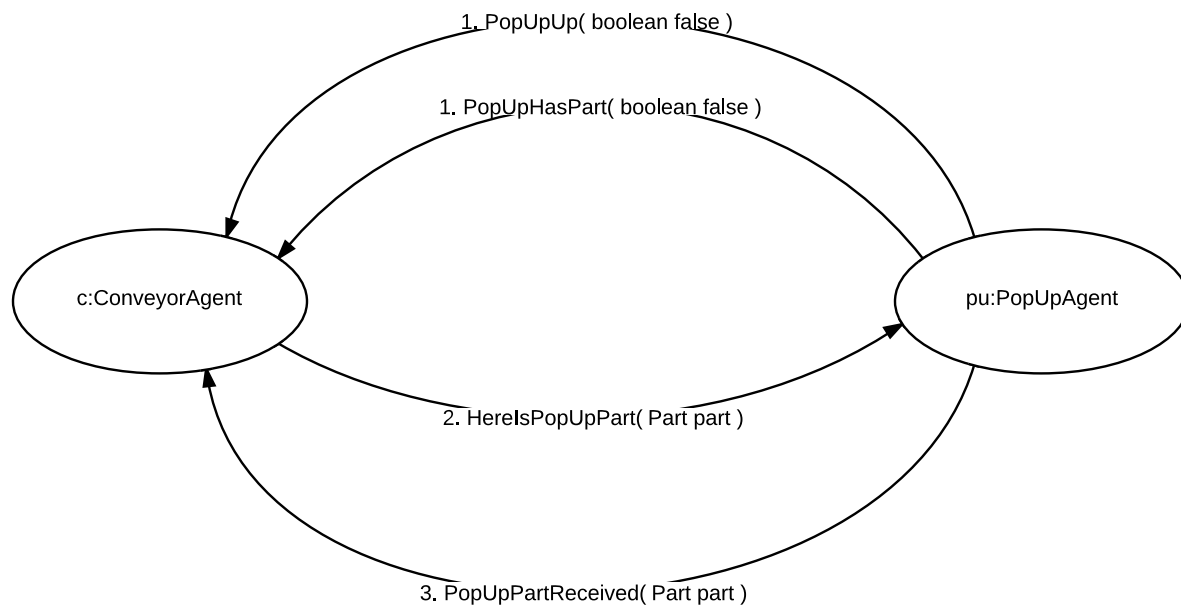 1. PopUpUp( boolean false )
1. PopUpHasPart( boolean false )
c:ConveyorAgent
pu:PopUpAgent
2. HereIsPopUpPart( Part part )
3. PopUpPartReceived( Part part )